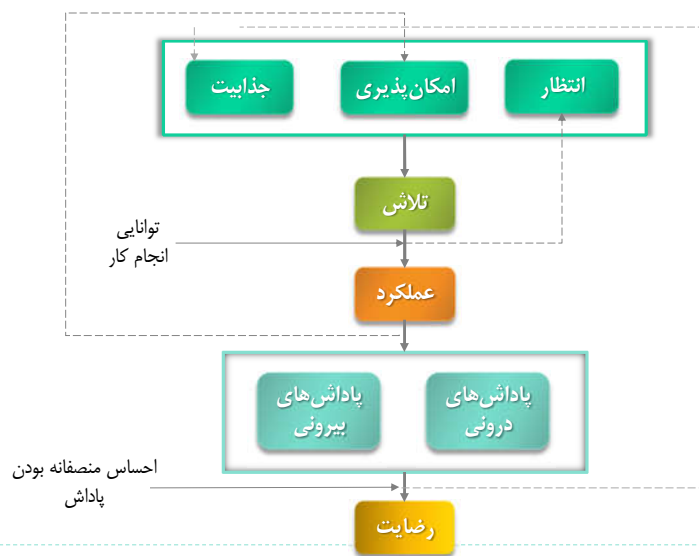 انتظار
امکان‌پذیری
جذابیت
تلاش
توانایی
انجام کار
عملکرد
پاداش‌های
درونی
پاداش‌های
بیرونی
احساس منصفانه بودن
پاداش
رضایت